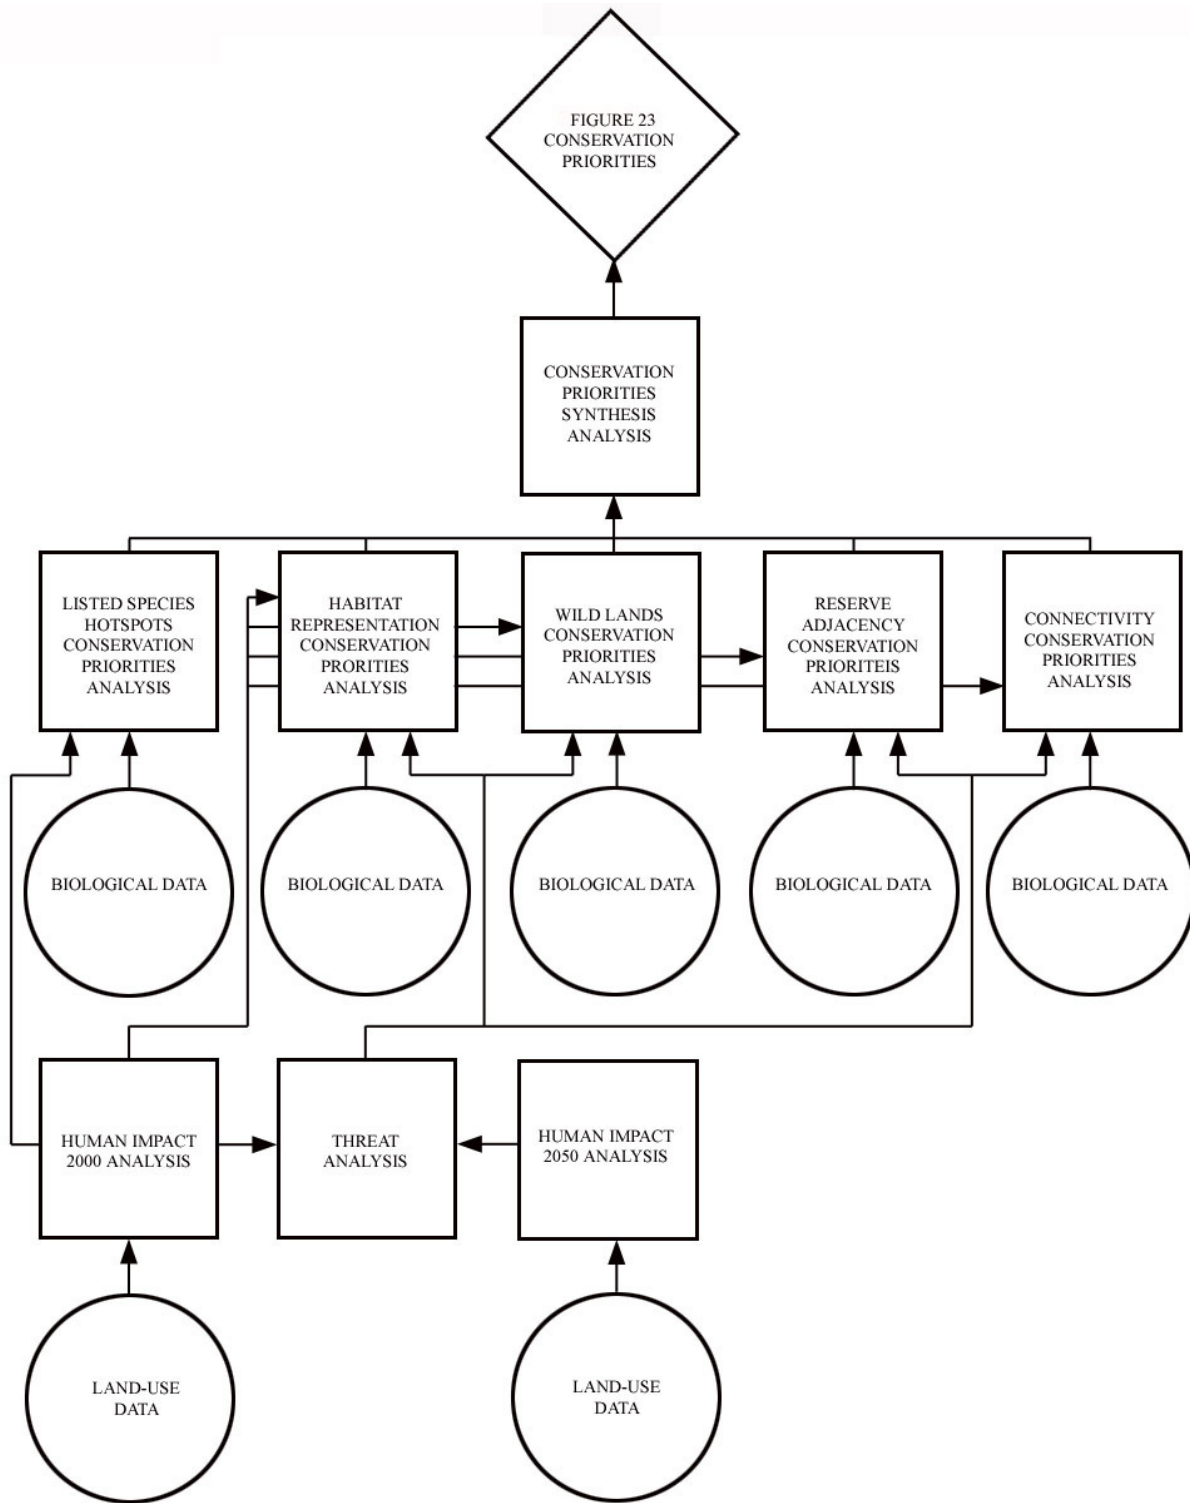 FIGURE 23
CONSERVATION
PRIORITIES
CONSERVATION
PRIORITIES
SYNTHESIS
ANALYSIS
LISTED SPECIES
HOTSPOTS
CONSERVATION
PRIORITIES
ANALYSIS
HABITAT
REPRESENTATION
CONSERVATION
PRORITIES
ANALYSIS
WILD LANDS
CONSERVATION
PRIORITIES
ANALYSIS
RESERVE
ADJACENCY
CONSERVATION
PRIORITEIS
ANALYSIS
CONNECTIVITY
CONSERVATION
PRIORITIES
ANALYSIS
BIOLOGICAL DATA
BIOLOGICAL DATA
BIOLOGICAL DATA
BIOLOGICAL DATA
BIOLOGICAL DATA
HUMAN IMPACT
2000 ANALYSIS
THREAT
ANALYSIS
HUMAN IMPACT
2050 ANALYSIS
LAND-USE
DATA
LAND-USE
DATA